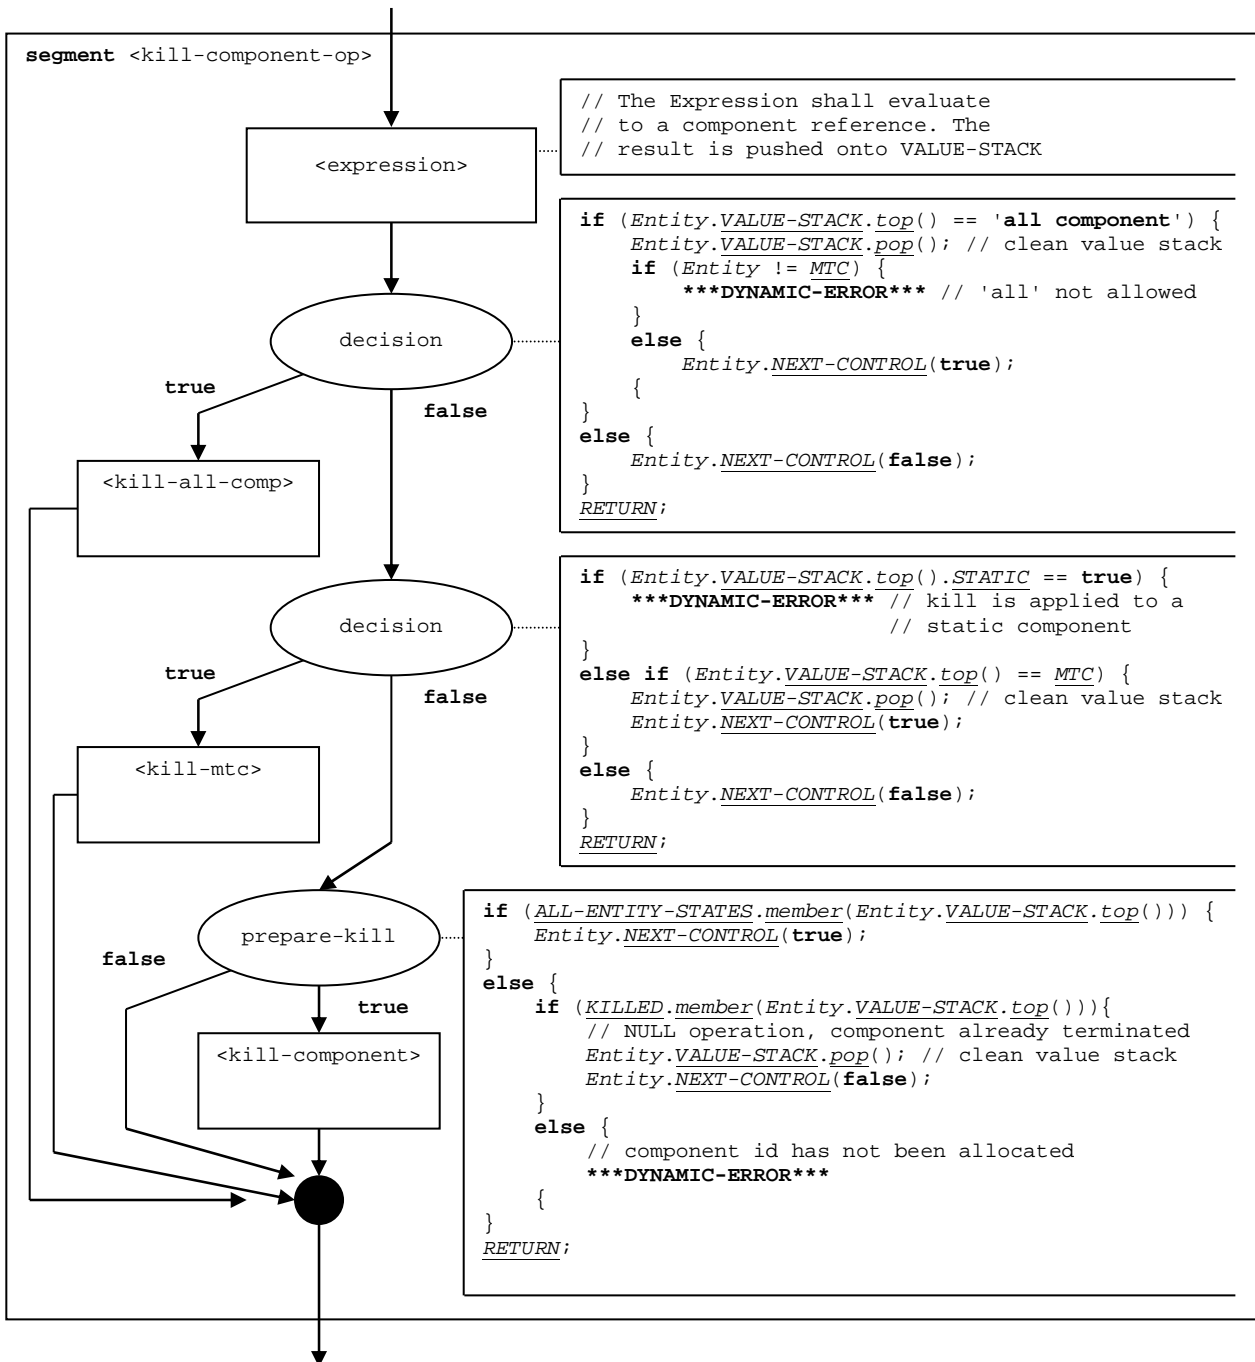 segment <kill-component-op>
// The Expression shall evaluate
// to a component reference. The
// result is pushed onto VALUE-STACK
<expression>
if (Entity.VALUE-STACK.top() == 'all component') {
Entity.VALUE-STACK.pop(); // clean value stack
if (Entity != MTC) {
***DYNAMIC-ERROR*** // 'all' not allowed
}
else {
Entity.NEXT-CONTROL(true);
{
}
else {
Entity.NEXT-CONTROL(false);
}
RETURN;
decision
true
false
<kill-all-comp>
if (Entity.VALUE-STACK.top().STATIC == true) {
***DYNAMIC-ERROR*** // kill is applied to a
// static component
}
else if (Entity.VALUE-STACK.top() == MTC) {
Entity.VALUE-STACK.pop(); // clean value stack
Entity.NEXT-CONTROL(true);
}
else {
Entity.NEXT-CONTROL(false);
}
RETURN;
decision
true
false
<kill-mtc>
if (ALL-ENTITY-STATES.member(Entity.VALUE-STACK.top())) {
Entity.NEXT-CONTROL(true);
}
else {
if (KILLED.member(Entity.VALUE-STACK.top())){
// NULL operation, component already terminated
Entity.VALUE-STACK.pop(); // clean value stack
Entity.NEXT-CONTROL(false);
}
else {
// component id has not been allocated
***DYNAMIC-ERROR***
{
}
RETURN;
prepare-kill
false
true
<kill-component>